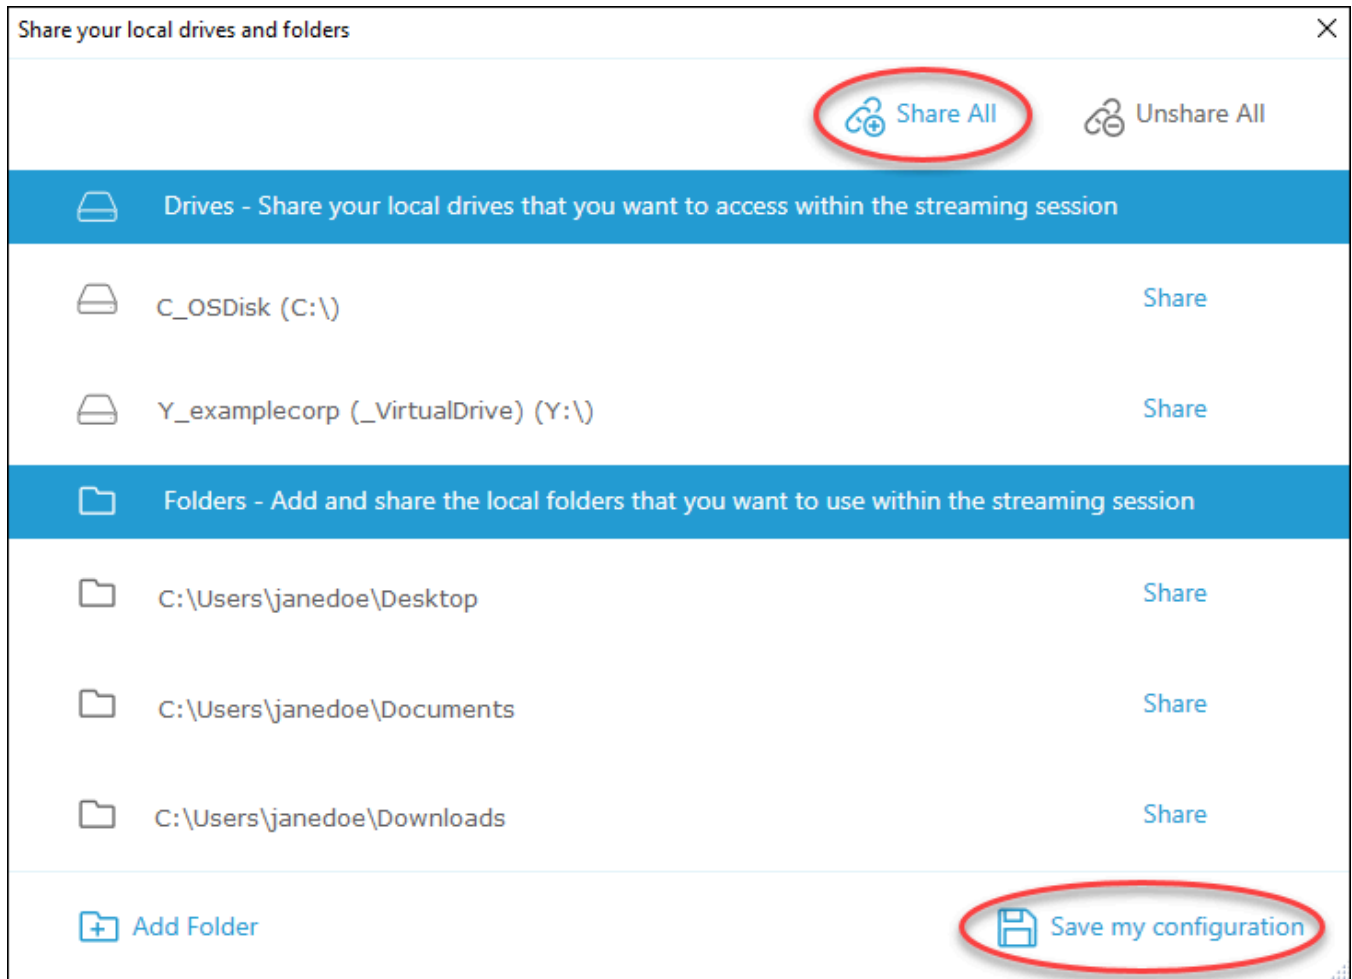 Share your local drives and folders
Share All
Unshare All
Drives - Share your local drives that you want to access within the streaming session
C_OSDisk (C:\)
Share
Y_examplecorp (_VirtualDrive) (Y:\)
Share
Folders - Add and share the local folders that you want to use within the streaming session
C:\Users\janedoe\Desktop
Share
C:\Users\janedoe\Documents
Share
C:\Users\janedoe\Downloads
Share
Add Folder
Save my configuration